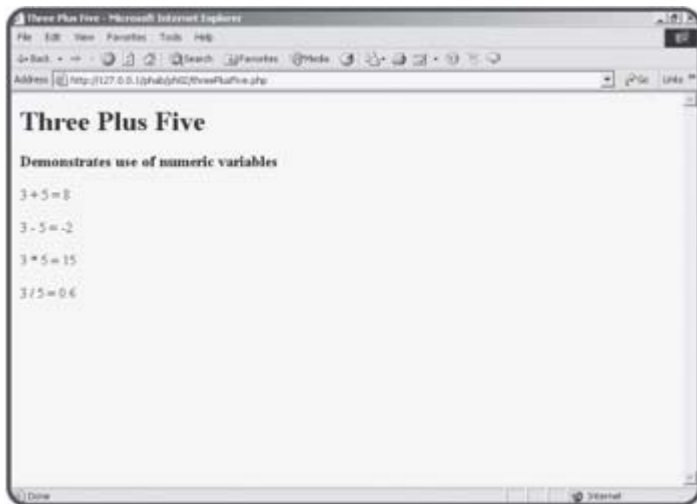 Three Plus Five - Microsoft Internet Explorer
File Edit View Favorites Tools Help
Back Search Favorites Media
Address http://127.0.0.1/phab/ph02/threePlusFive.php Go Links »
Three Plus Five
Demonstrates use of numeric variables
3 + 5 = 8
3 - 5 = -2
3 * 5 = 15
3 / 5 = 0.6
Done Internet